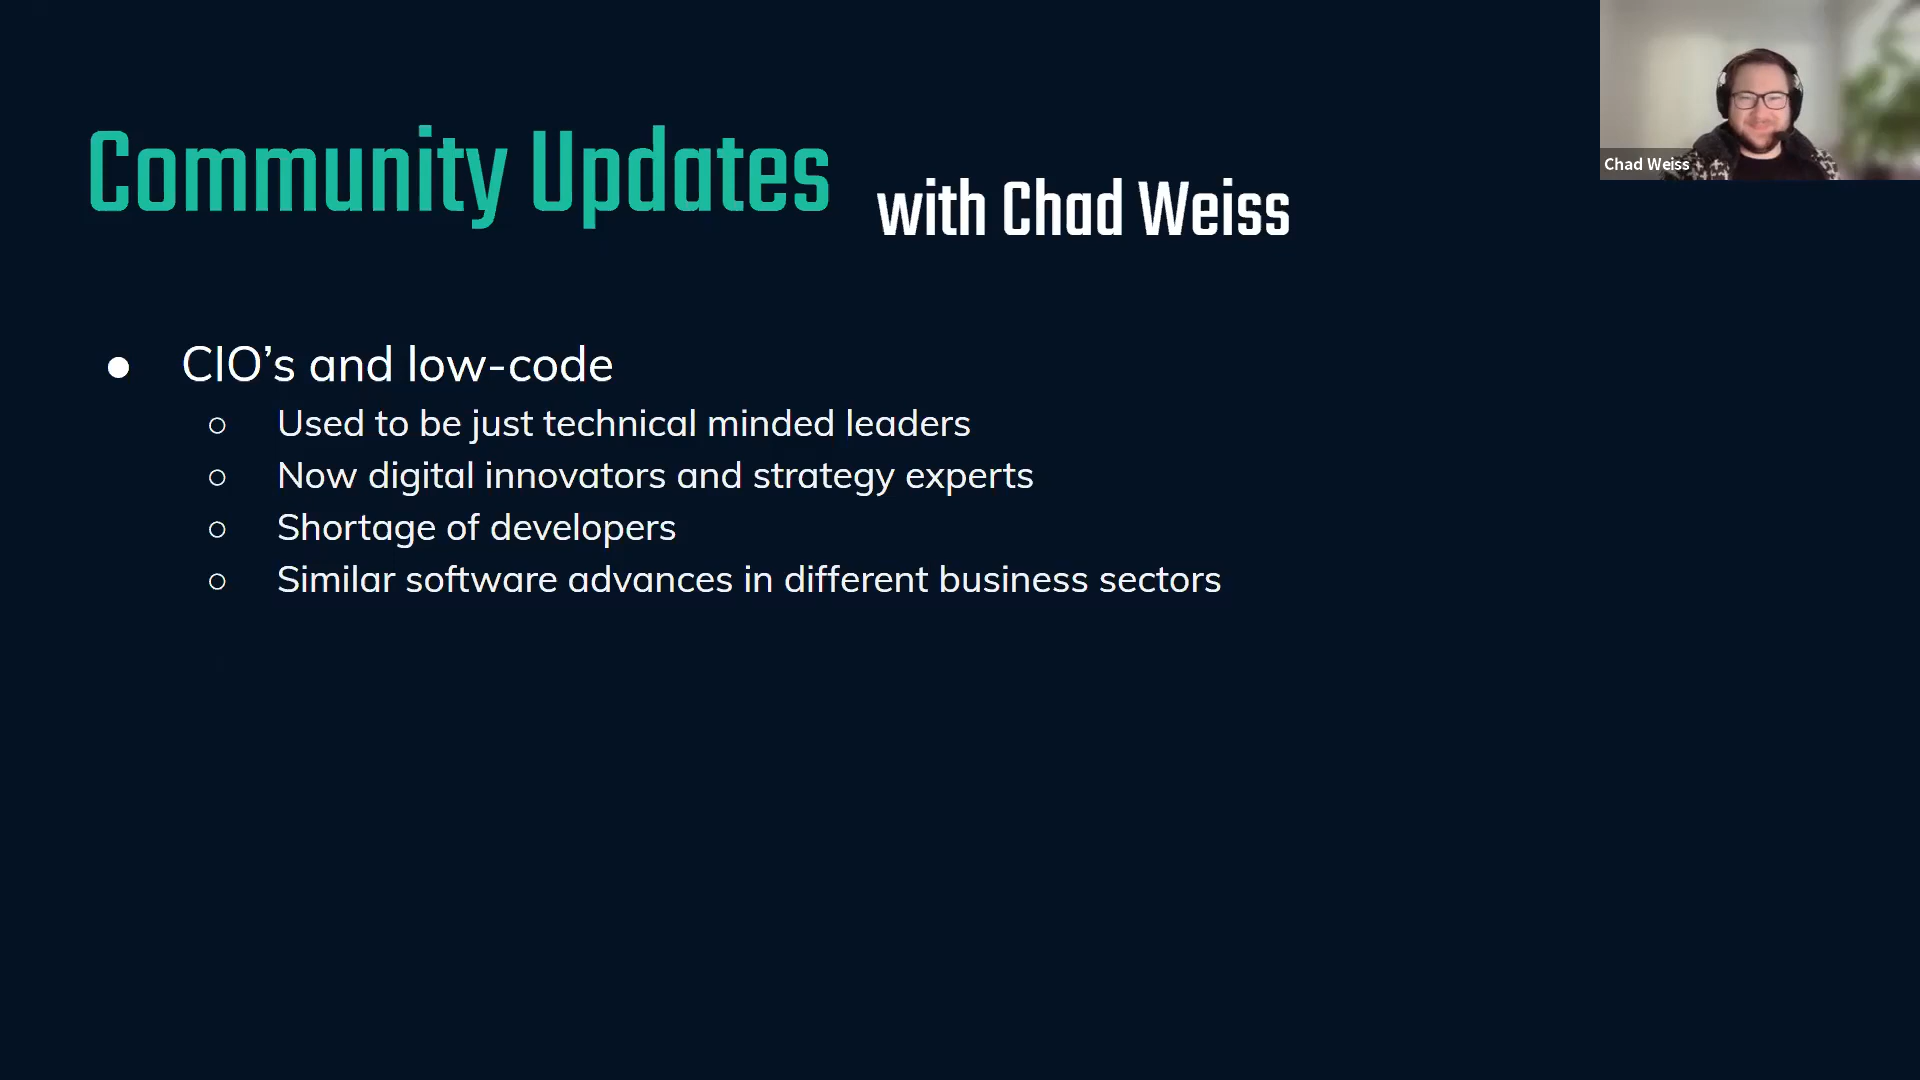 Community Updates with Chad Weiss
Chad Weiss
● CIO’s and low-code
○ Used to be just technical minded leaders
○ Now digital innovators and strategy experts
○ Shortage of developers
○ Similar software advances in different business sectors